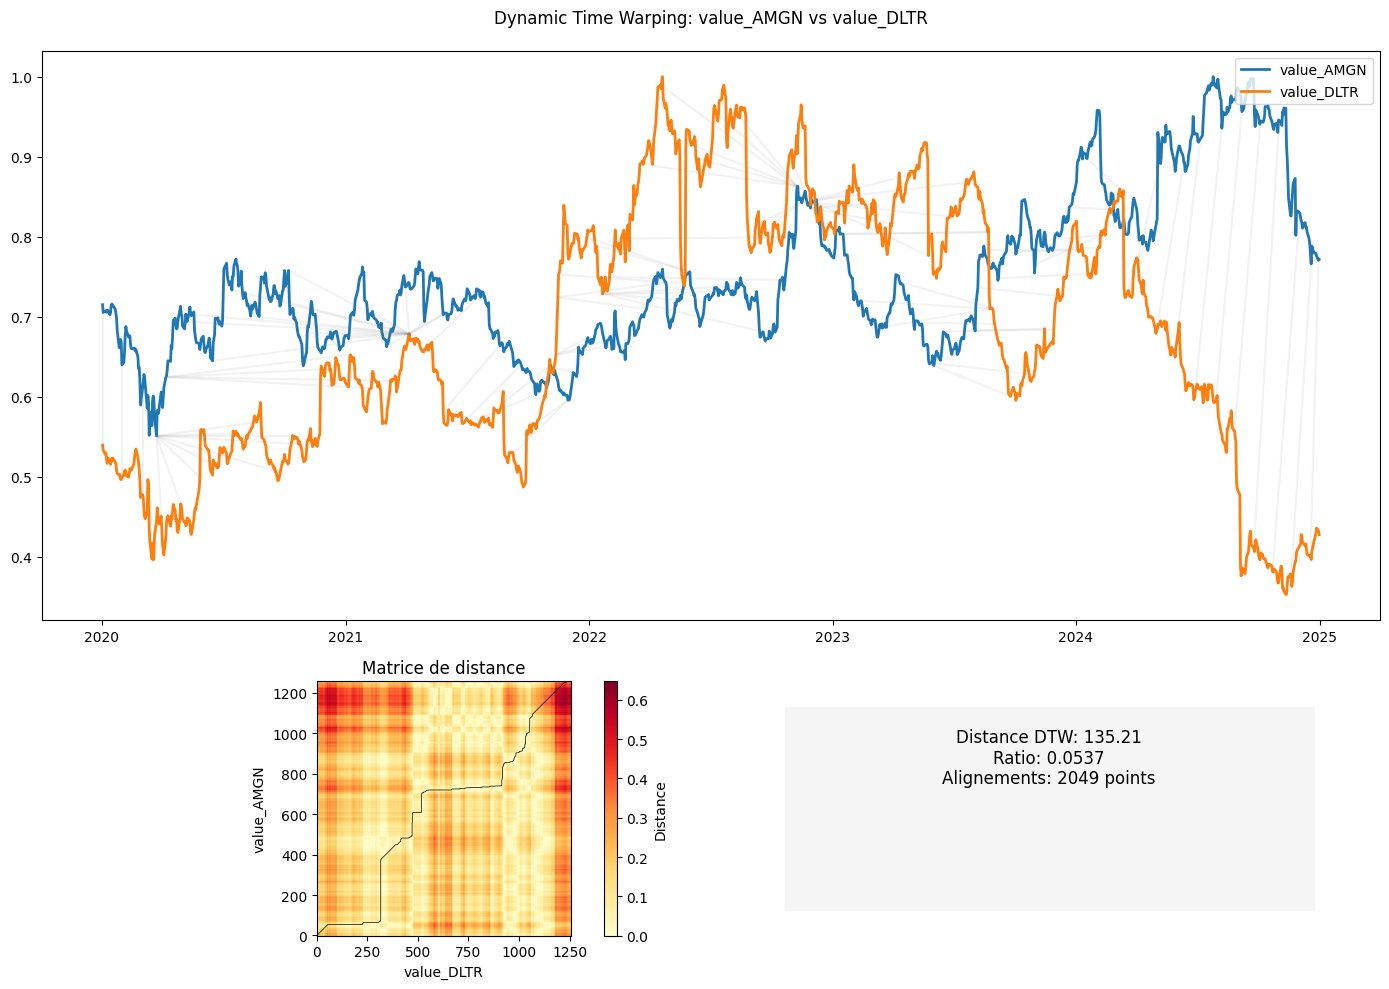 Dynamic Time Warping: value_AMGN vs value_DLTR
value_AMGN
value_DLTR
1.0
0.9
0.8
0.7
0.6
0.5
0.4
2020 2021 2022 2023 2024 2025
Matrice de distance
value_AMGN
1200
1000
800
600
400
200
0
0 250 500 750 1000 1250
value_DLTR
0.6
0.5
0.4
0.3
0.2
0.1
0.0
Distance
Distance DTW: 135.21
Ratio: 0.0537
Alignements: 2049 points